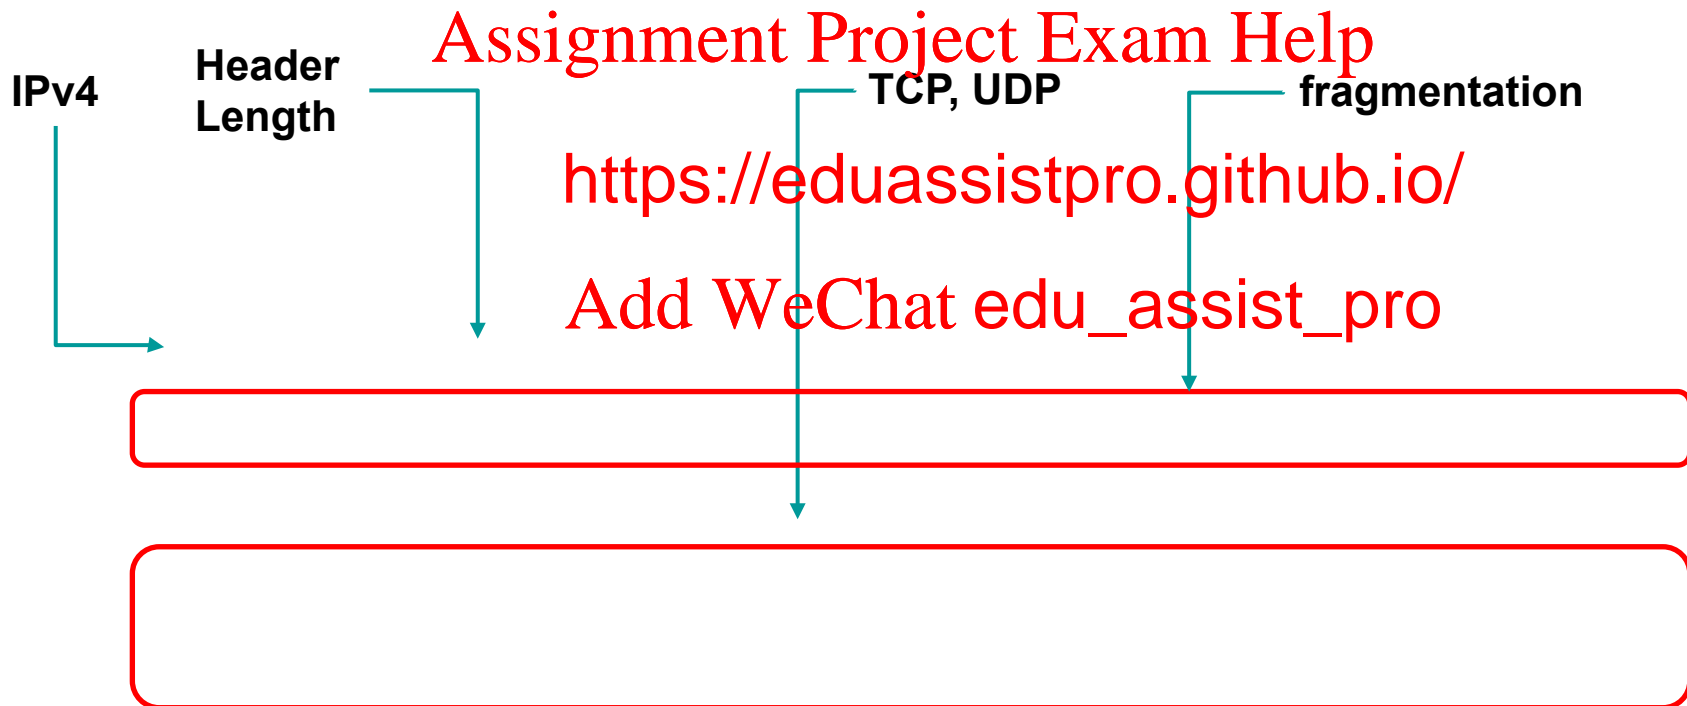 Assignment Project Exam Help
IPv4
Header
Length
TCP, UDP
fragmentation
https://eduassistpro.github.io/
Add WeChat edu_assist_pro